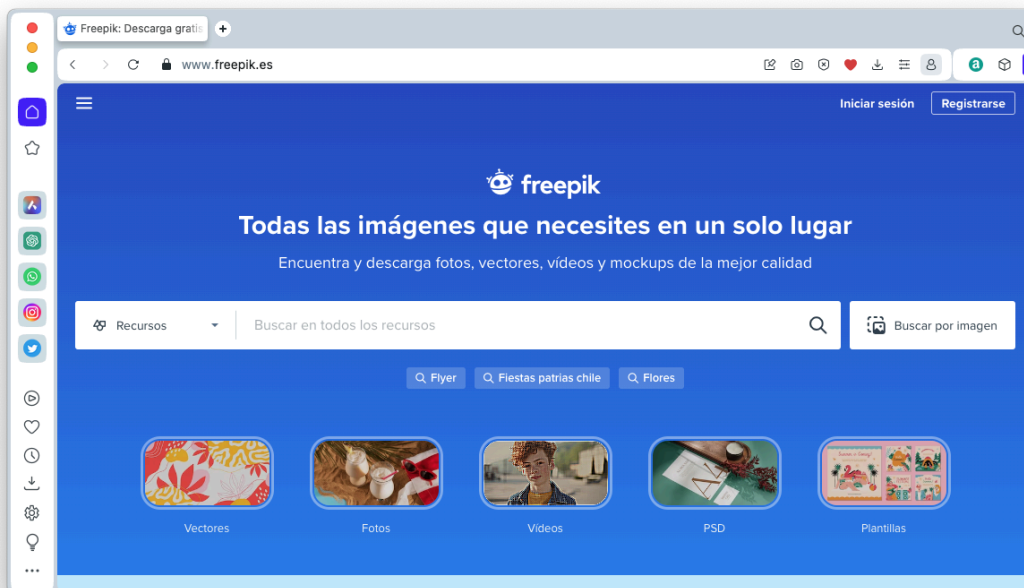 Freepik: Descarga gratis
www.freepik.es
Iniciar sesión
Registrarse
freepik
Todas las imágenes que necesites en un solo lugar
Encuentra y descarga fotos, vectores, vídeos y mockups de la mejor calidad
Recursos
Buscar en todos los recursos
Buscar por imagen
Flyer
Fiestas patrias chile
Flores
Vectores
Fotos
Vídeos
PSD
Plantillas